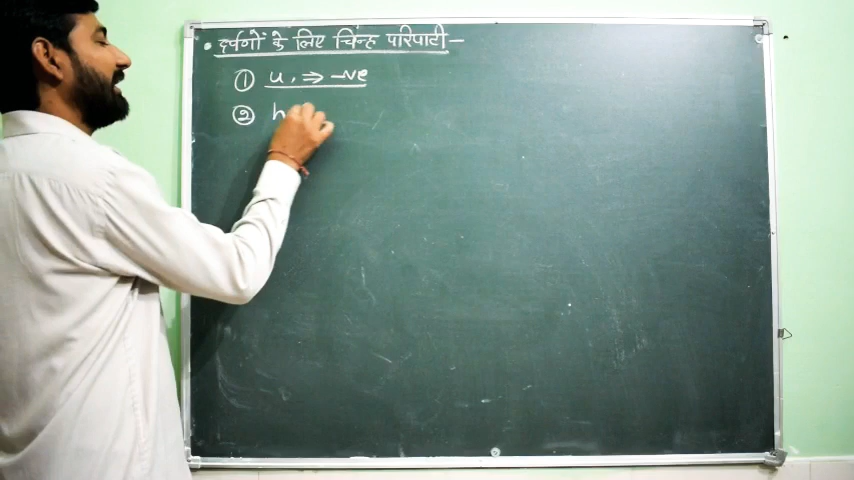 दर्पणों के लिए चिन्ह परिपाटी -
① u, ⇒ -ve
② h